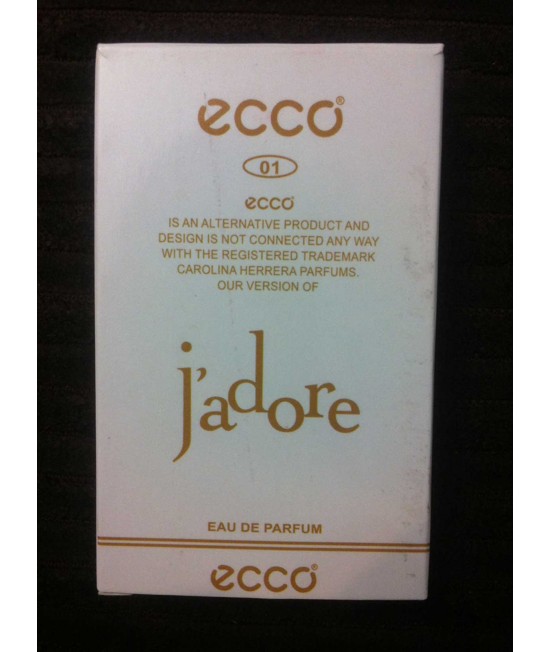 ecco®
01
ecco
IS AN ALTERNATIVE PRODUCT AND
DESIGN IS NOT CONNECTED ANY WAY
WITH THE REGISTERED TRADEMARK
CAROLINA HERRERA PARFUMS.
OUR VERSION OF
j'adore
EAU DE PARFUM
ecco